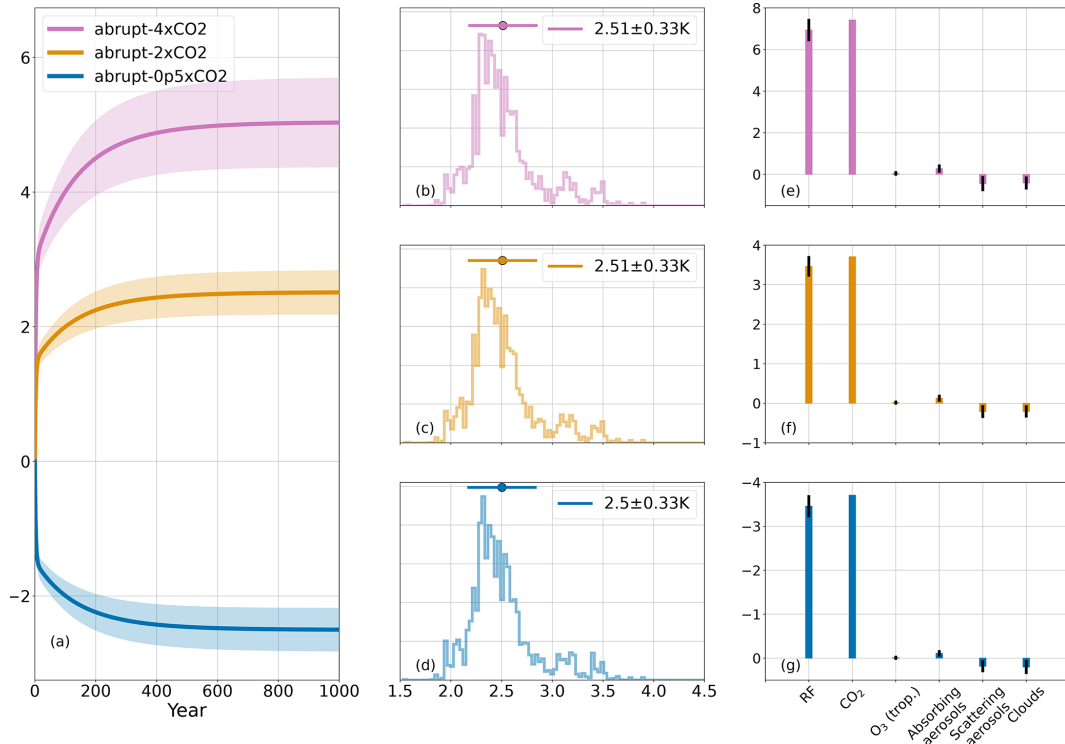 abrupt-4xCO2
abrupt-2xCO2
abrupt-0p5xCO2
6
4
2
0
−2
(a)
0 200 400 600 800 1000
Year
2.51±0.33K
(b)
2.51±0.33K
(c)
2.5±0.33K
(d)
1.5 2.0 2.5 3.0 3.5 4.0 4.5
8
6
4
2
0
(e)
4
3
2
1
0
−1
(f)
−4
−3
−2
−1
0
(g)
RF
CO₂
O₃ (trop.)
Absorbing
aerosols
Scattering
aerosols
Clouds